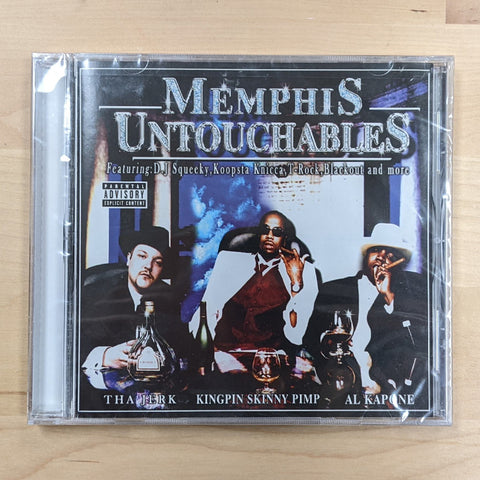 MEMPHIS
UNTOUCHABLES
Featuring: D.J Squeeky, Koopsta Knicca, T-Rock, Blackout and more
PARENTAL
ADVISORY
EXPLICIT CONTENT
THA JERK KINGPIN SKINNY PIMP AL KAPONE